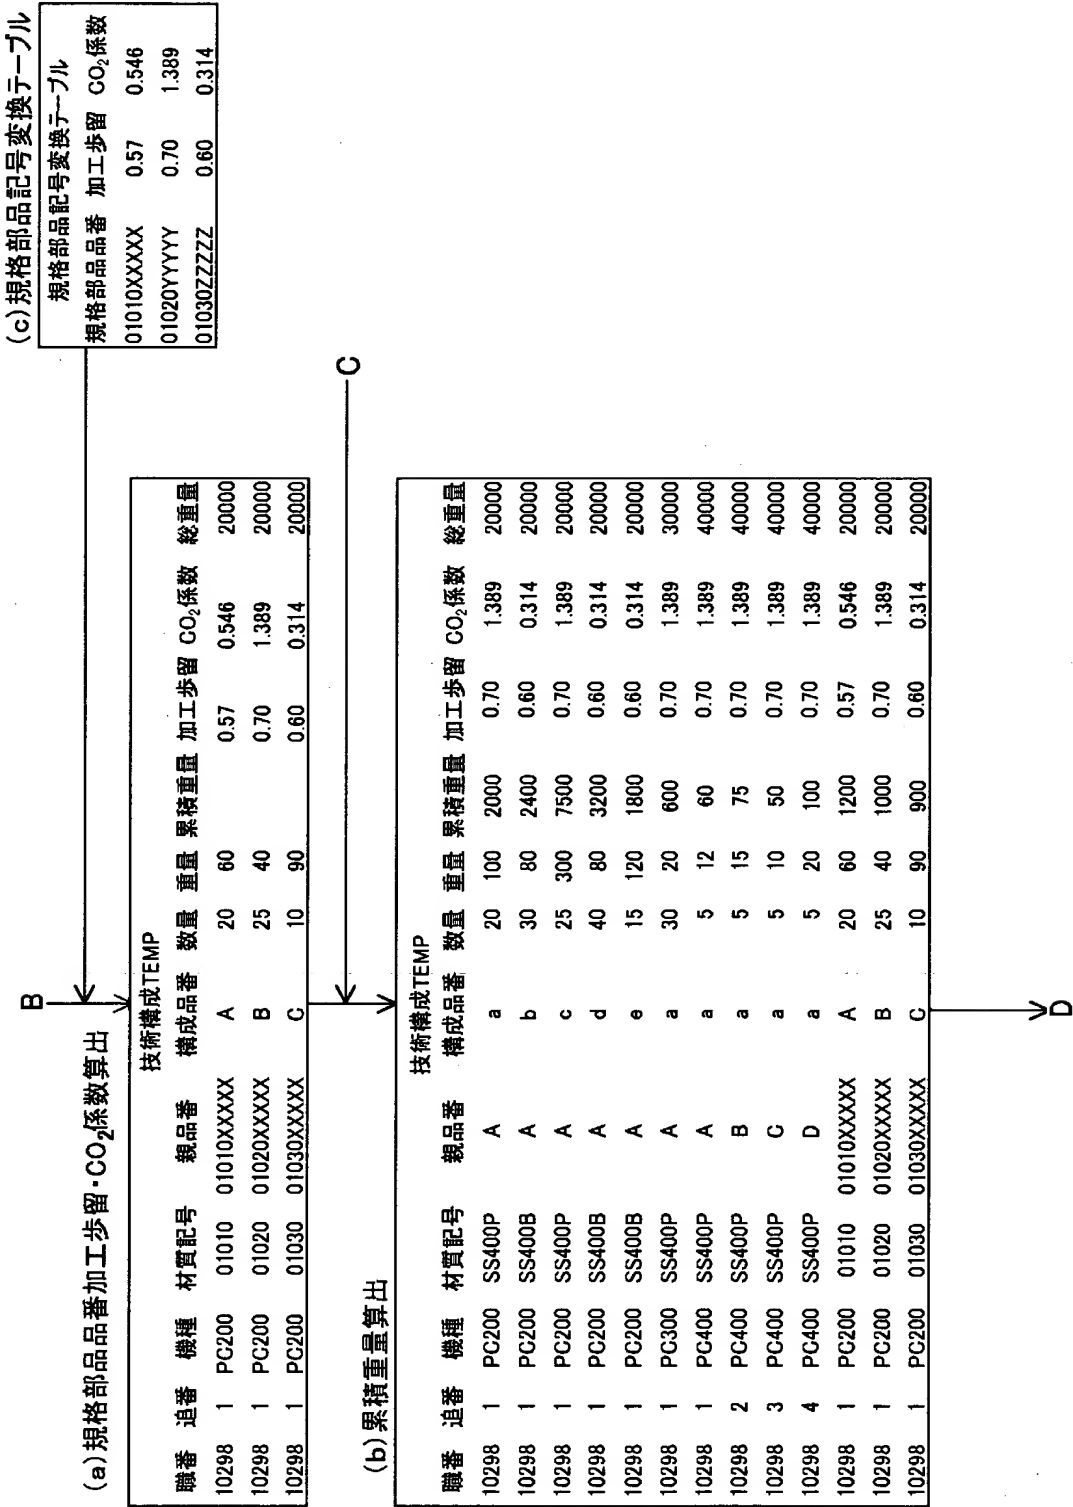 (c)規格部品記号変換テーブル
規格部品記号変換テーブル
規格部品品番 加工歩留 CO₂係数
01010XXXXX 0.57 0.546
01020YYYYY 0.70 1.389
01030ZZZZZ 0.60 0.314
B
(a)規格部品品番加工歩留・CO₂係数算出
技術構成TEMP
職番 追番 機種 材質記号 親品番 構成品番 数量 重量 累積重量 加工歩留 CO₂係数 総重量
10298 1 PC200 01010 01010XXXXX A 20 60 0.57 0.546 20000
10298 1 PC200 01020 01020XXXXX B 25 40 0.70 1.389 20000
10298 1 PC200 01030 01030XXXXX C 10 90 0.60 0.314 20000
C
(b)累積重量算出
技術構成TEMP
職番 追番 機種 材質記号 親品番 構成品番 数量 重量 累積重量 加工歩留 CO₂係数 総重量
10298 1 PC200 SS400P A a 20 100 2000 0.70 1.389 20000
10298 1 PC200 SS400B A b 30 80 2400 0.60 0.314 20000
10298 1 PC200 SS400P A c 25 300 7500 0.70 1.389 20000
10298 1 PC200 SS400B A d 40 80 3200 0.60 0.314 20000
10298 1 PC200 SS400B A e 15 120 1800 0.60 0.314 20000
10298 1 PC300 SS400P A a 30 20 600 0.70 1.389 30000
10298 1 PC400 SS400P A a 5 12 60 0.70 1.389 40000
10298 2 PC400 SS400P B a 5 15 75 0.70 1.389 40000
10298 3 PC400 SS400P C a 5 10 50 0.70 1.389 40000
10298 4 PC400 SS400P D a 5 20 100 0.70 1.389 40000
10298 1 PC200 01010 01010XXXXX A 20 60 1200 0.57 0.546 20000
10298 1 PC200 01020 01020XXXXX B 25 40 1000 0.70 1.389 20000
10298 1 PC200 01030 01030XXXXX C 10 90 900 0.60 0.314 20000
D